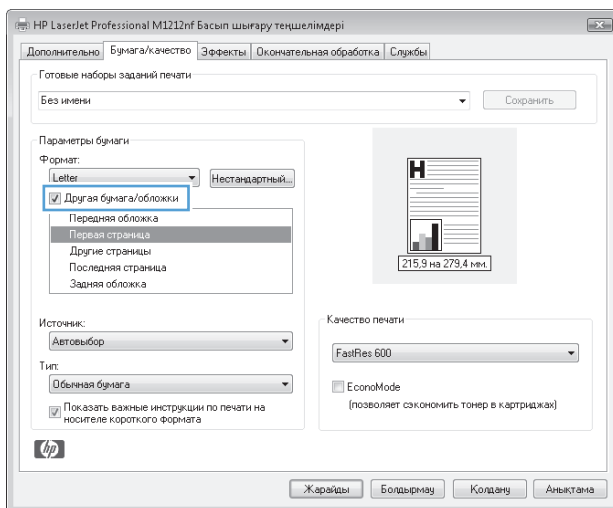 HP LaserJet Professional M1212nf Басып шығару теңшелімдері
Дополнительно Бумага/качество Эффекты Окончательная обработка Службы
Готовые наборы заданий печати
Без имени
Сохранить
Параметры бумаги
Формат:
Letter
Нестандартный...
Другая бумага/обложки
Передняя обложка
Первая страница
Другие страницы
Последняя страница
Задняя обложка
Источник:
Автовыбор
Тип:
Обычная бумага
Показать важные инструкции по печати на
носителе короткого формата
H
215,9 на 279,4 мм.
Качество печати
FastRes 600
EconoMode
(позволяет сэкономить тонер в картриджах)
hp
Жарайды Болдырмау Қолдану Анықтама